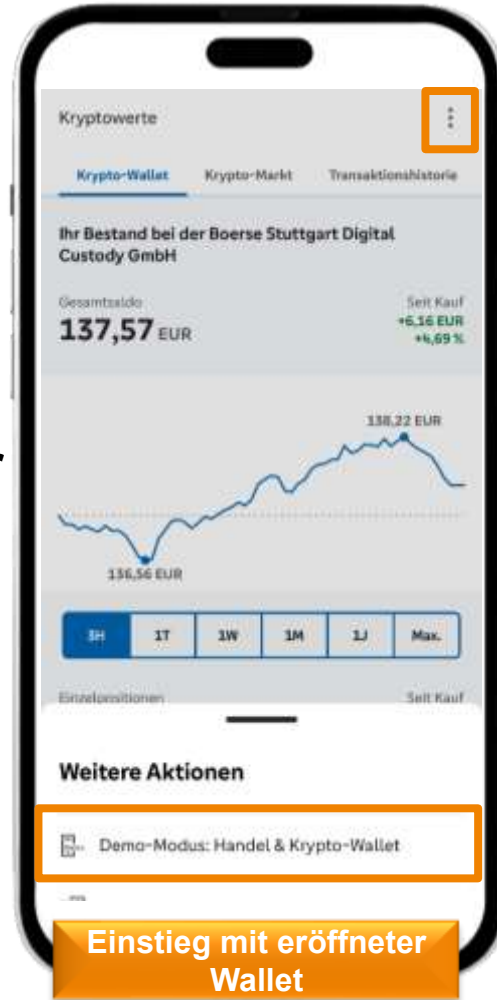 Kryptowerte
Krypto-Wallet Krypto-Markt Transaktionshistorie
Ihr Bestand bei der Boerse Stuttgart Digital
Custody GmbH
Gesamtsaldo Seit Kauf
137,57 EUR +6,16 EUR
+4,69 %
138,22 EUR
136,56 EUR
3H 1T 1W 1M 1J Max.
Einzelpositionen Seit Kauf
Weitere Aktionen
Demo-Modus: Handel & Krypto-Wallet
Einstieg mit eröffneter
Wallet